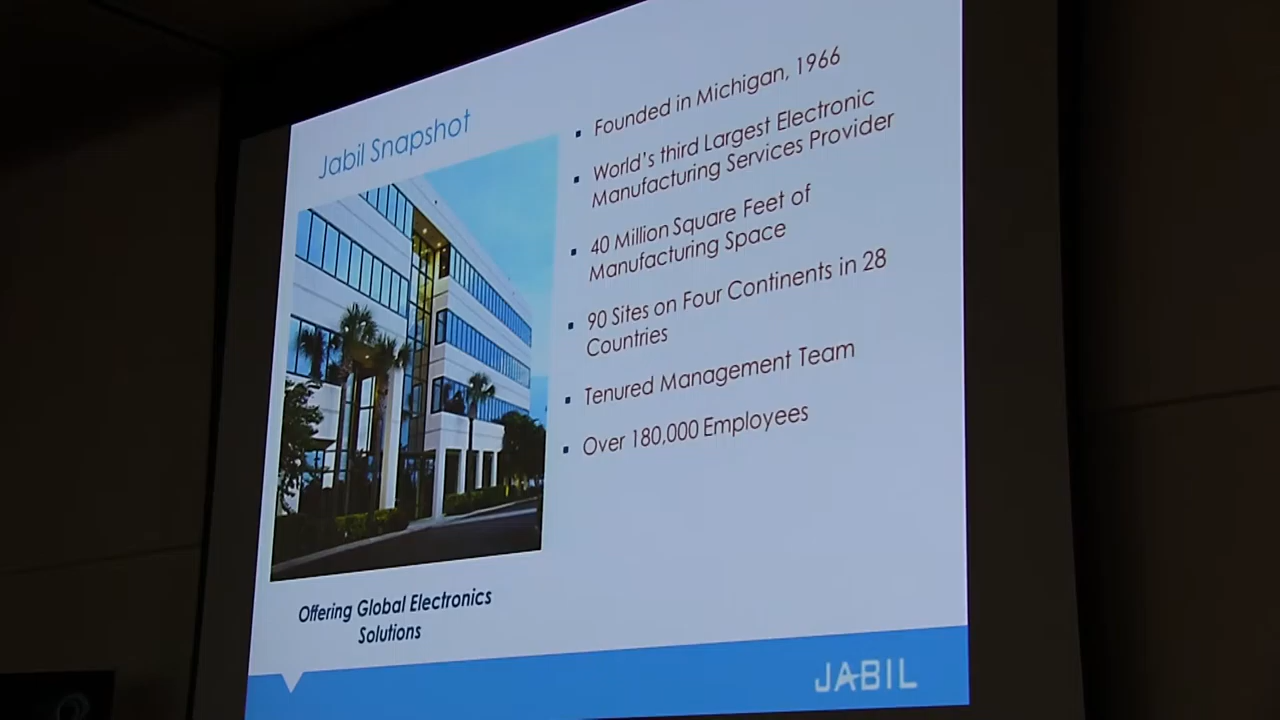 Jabil Snapshot
Founded in Michigan, 1966
World's third Largest Electronic
Manufacturing Services Provider
40 Million Square Feet of
Manufacturing Space
90 Sites on Four Continents in 28
Countries
Tenured Management Team
Over 180,000 Employees
Offering Global Electronics
Solutions
JABIL